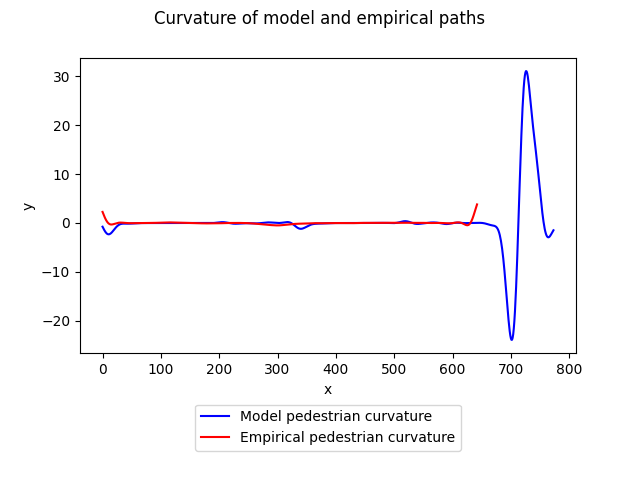 Curvature of model and empirical paths
30
20
10
0
−10
−20
y
0 100 200 300 400 500 600 700 800
x
Model pedestrian curvature
Empirical pedestrian curvature